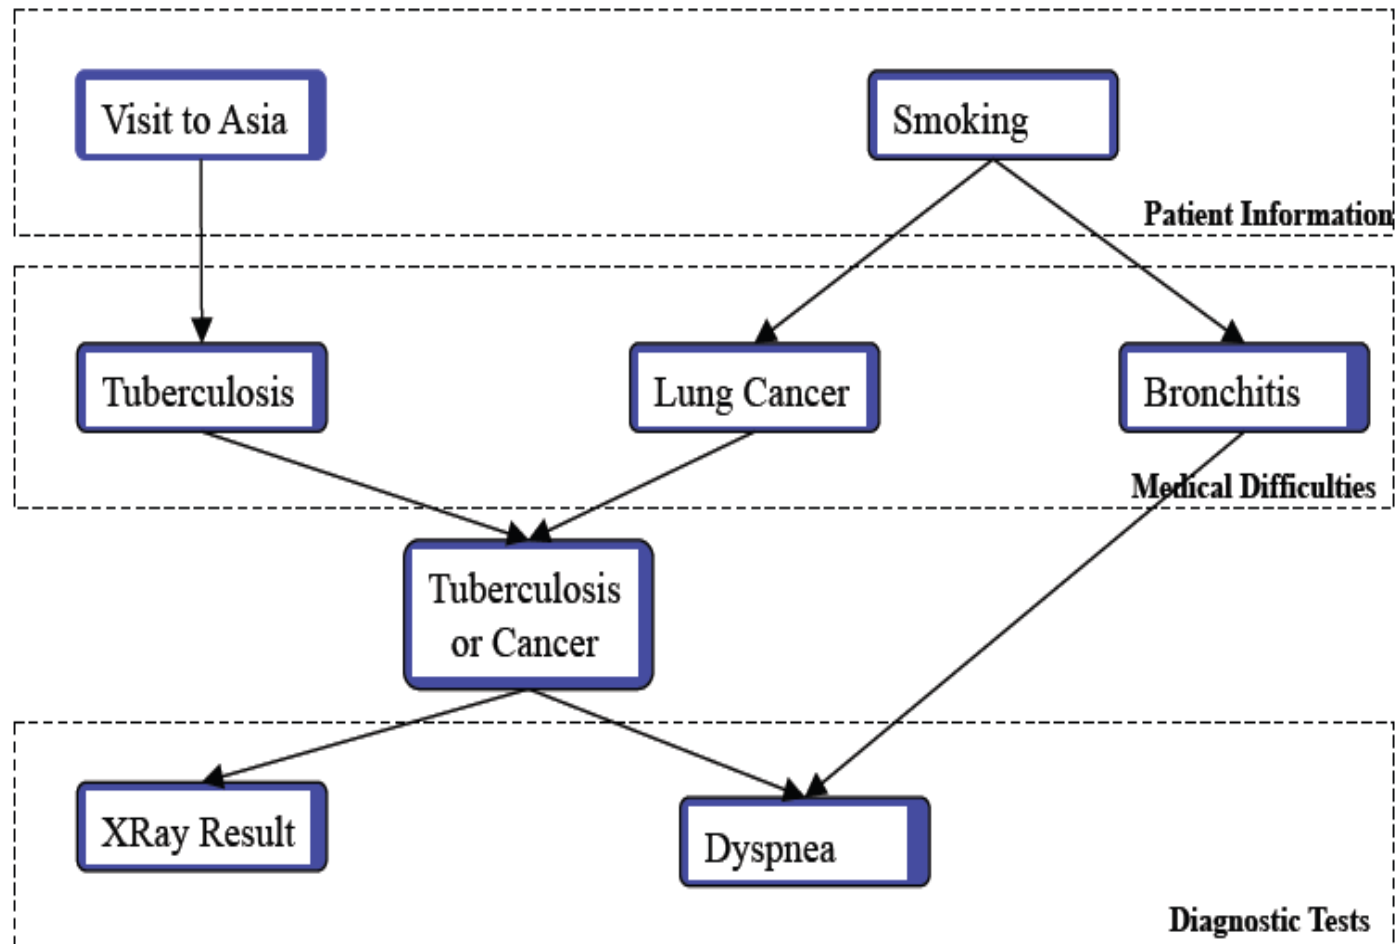 Visit to Asia
Smoking
Patient Information
Tuberculosis
Lung Cancer
Bronchitis
Medical Difficulties
Tuberculosis
or Cancer
XRay Result
Dyspnea
Diagnostic Tests